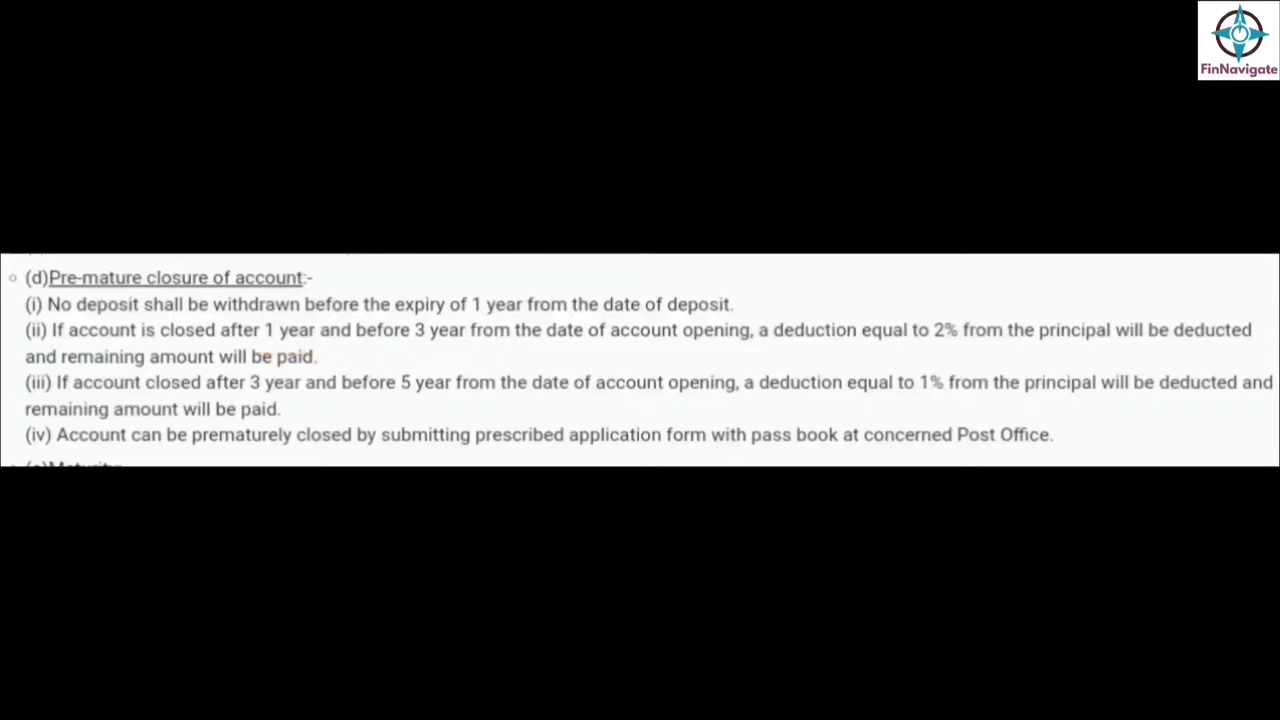 FinNavigate
(d)Pre-mature closure of account:-
(i) No deposit shall be withdrawn before the expiry of 1 year from the date of deposit.
(ii) If account is closed after 1 year and before 3 year from the date of account opening, a deduction equal to 2% from the principal will be deducted
and remaining amount will be paid.
(iii) If account closed after 3 year and before 5 year from the date of account opening, a deduction equal to 1% from the principal will be deducted and
remaining amount will be paid.
(iv) Account can be prematurely closed by submitting prescribed application form with pass book at concerned Post Office.